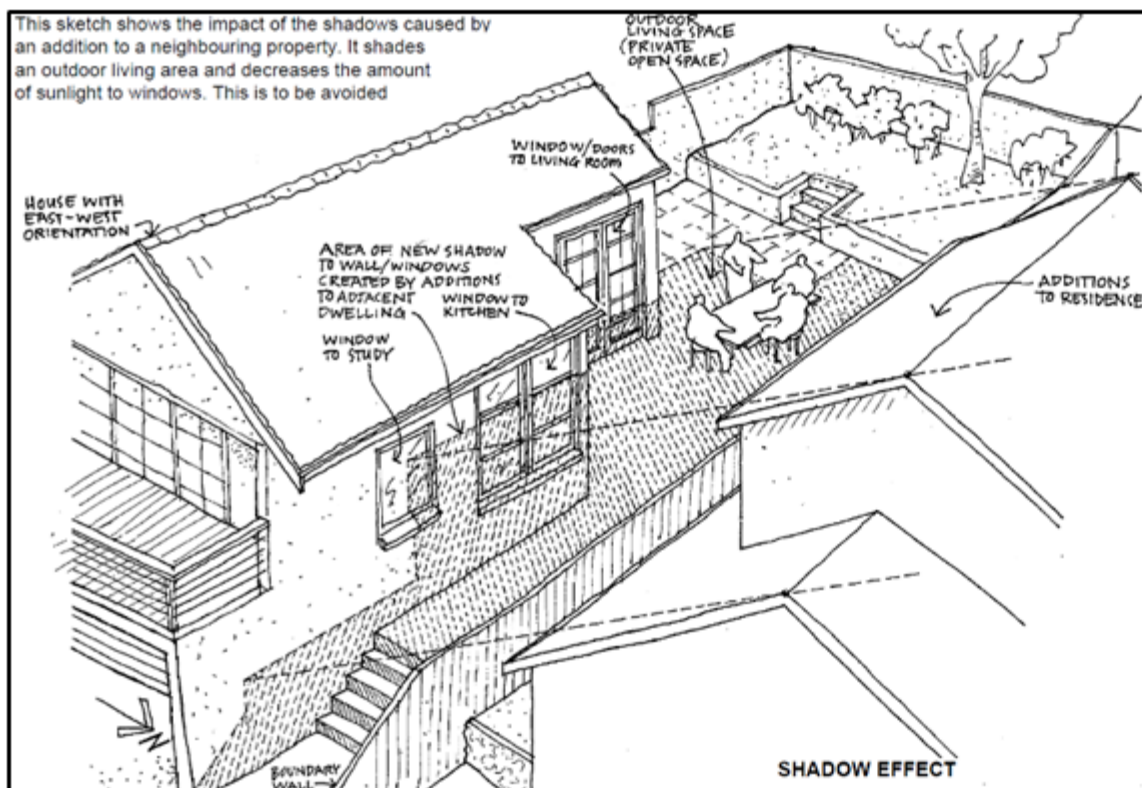 This sketch shows the impact of the shadows caused by
an addition to a neighbouring property. It shades
an outdoor living area and decreases the amount
of sunlight to windows. This is to be avoided
OUTDOOR
LIVING SPACE
(PRIVATE
OPEN SPACE)
WINDOW/DOORS
TO LIVING ROOM
HOUSE WITH
EAST-WEST
ORIENTATION
AREA OF NEW SHADOW
TO WALL/WINDOWS
CREATED BY ADDITIONS
TO ADJACENT
DWELLING
WINDOW TO
KITCHEN
WINDOW
TO STUDY
ADDITIONS
TO RESIDENCE
N
BOUNDARY
WALL
SHADOW EFFECT